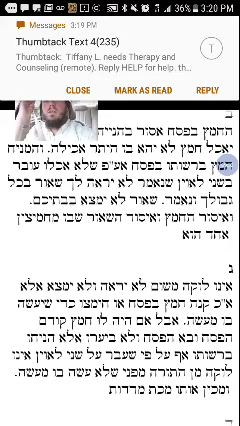 36% 3:20 PM
Messages • 3:19 PM
Thumbtack Text 4(235)
Thumbtack: Tiffany L. needs Therapy and
Counseling (remote). Reply HELP for help. th...
T
CLOSE MARK AS READ REPLY
ב
החמץ בפסח אסור בהנייה
יאכל חמץ לא יהא בו היתר אכילה. והמניח
חמץ ברשותו בפסח אע"פ שלא אכלו עובר
בשני לאוין שנאמר לא יראה לך שאור בכל
גבולך ונאמר. שאור לא ימצא בבתיכם.
ואיסור החמץ ואיסור השאור שבו מחמיצין
אחד הוא
ג
אינו לוקה משום לא יראה ולא ימצא אלא
א"כ קנה חמץ בפסח או חימצו כדי שיעשה
בו מעשה. אבל אם היה לו חמץ קודם
הפסח ובא הפסח ולא ביערו אלא הניחו
ברשותו אף על פי שעבר על שני לאוין אינו
לוקה מן התורה מפני שלא עשה בו מעשה.
ומכין אותו מכת מרדות